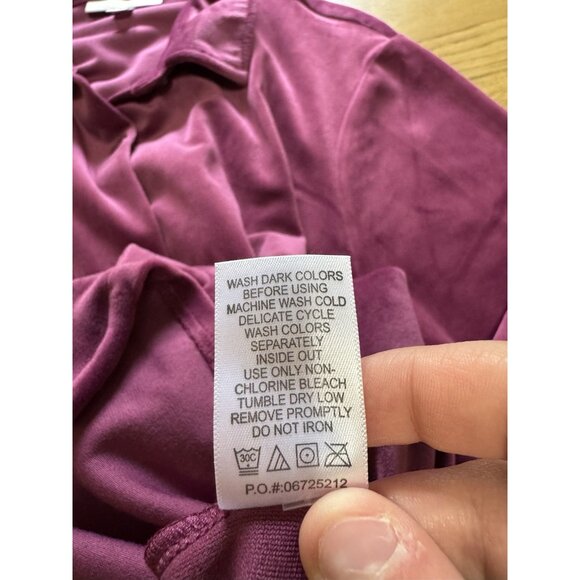 WASH DARK COLORS
BEFORE USING
MACHINE WASH COLD
DELICATE CYCLE
WASH COLORS
SEPARATELY
INSIDE OUT
USE ONLY NON-
CHLORINE BLEACH
TUMBLE DRY LOW
REMOVE PROMPTLY
DO NOT IRON
30C
P.O.#:06725212